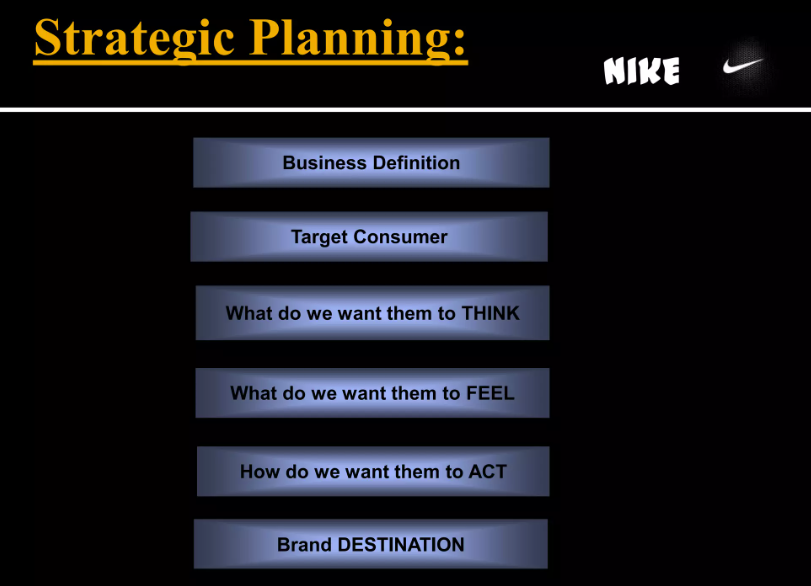 Strategic Planning:
NIKE
Business Definition
Target Consumer
What do we want them to THINK
What do we want them to FEEL
How do we want them to ACT
Brand DESTINATION